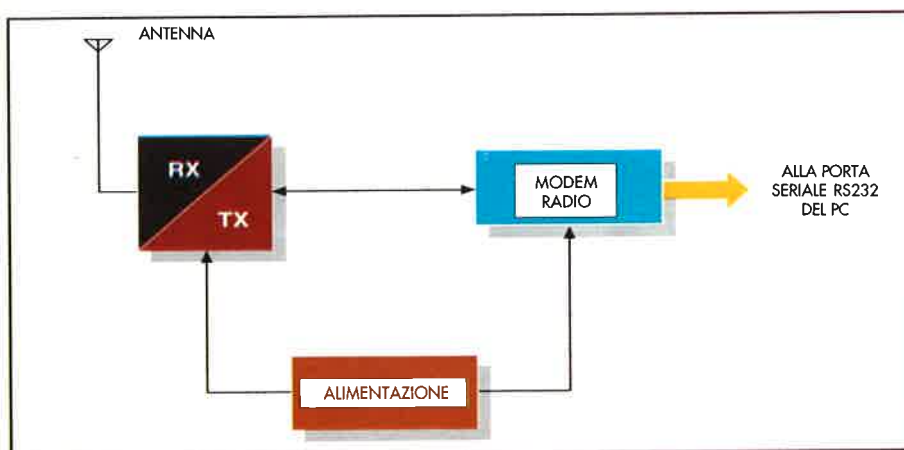 ANTENNA
RX
TX
MODEM
RADIO
ALLA PORTA
SERIALE RS232
DEL PC
ALIMENTAZIONE